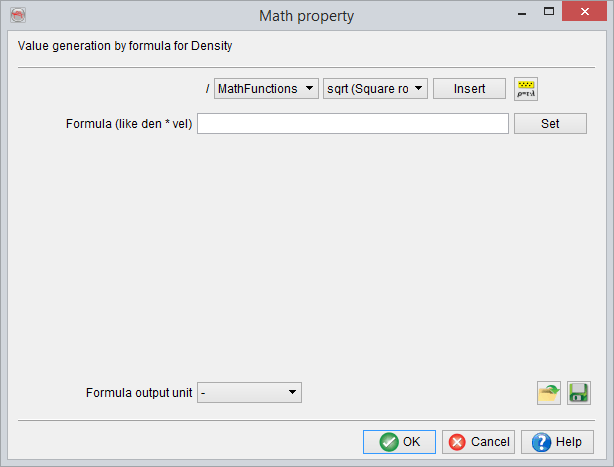 Math property
Value generation by formula for Density
/ MathFunctions sqrt (Square ro Insert
Formula (like den * vel) Set
Formula output unit -
OK Cancel Help